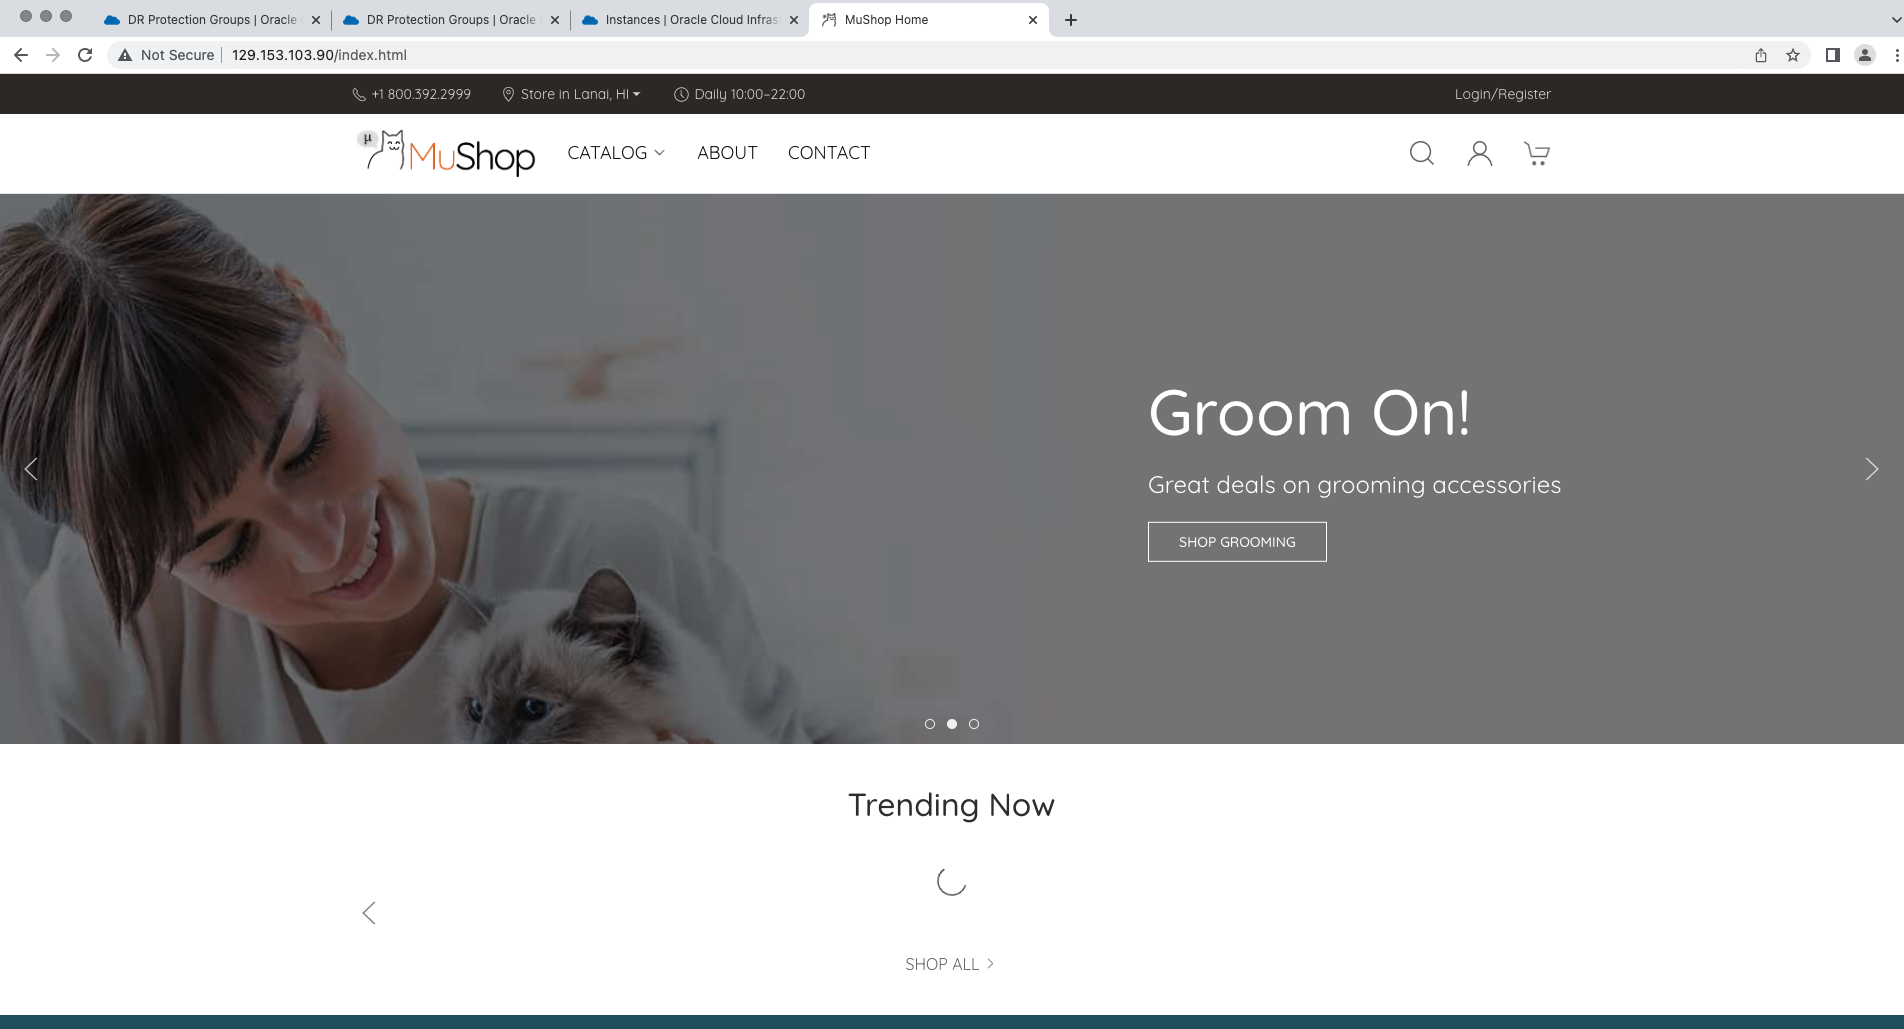 DR Protection Groups | Oracle
DR Protection Groups | Oracle
Instances | Oracle Cloud Infras
MuShop Home
Not Secure
129.153.103.90/index.html
+1 800.392.2999
Store in Lanai, HI
Daily 10:00–22:00
Login/Register
μ
MuShop
CATALOG
ABOUT
CONTACT
Groom On!
Great deals on grooming accessories
SHOP GROOMING
Trending Now
SHOP ALL